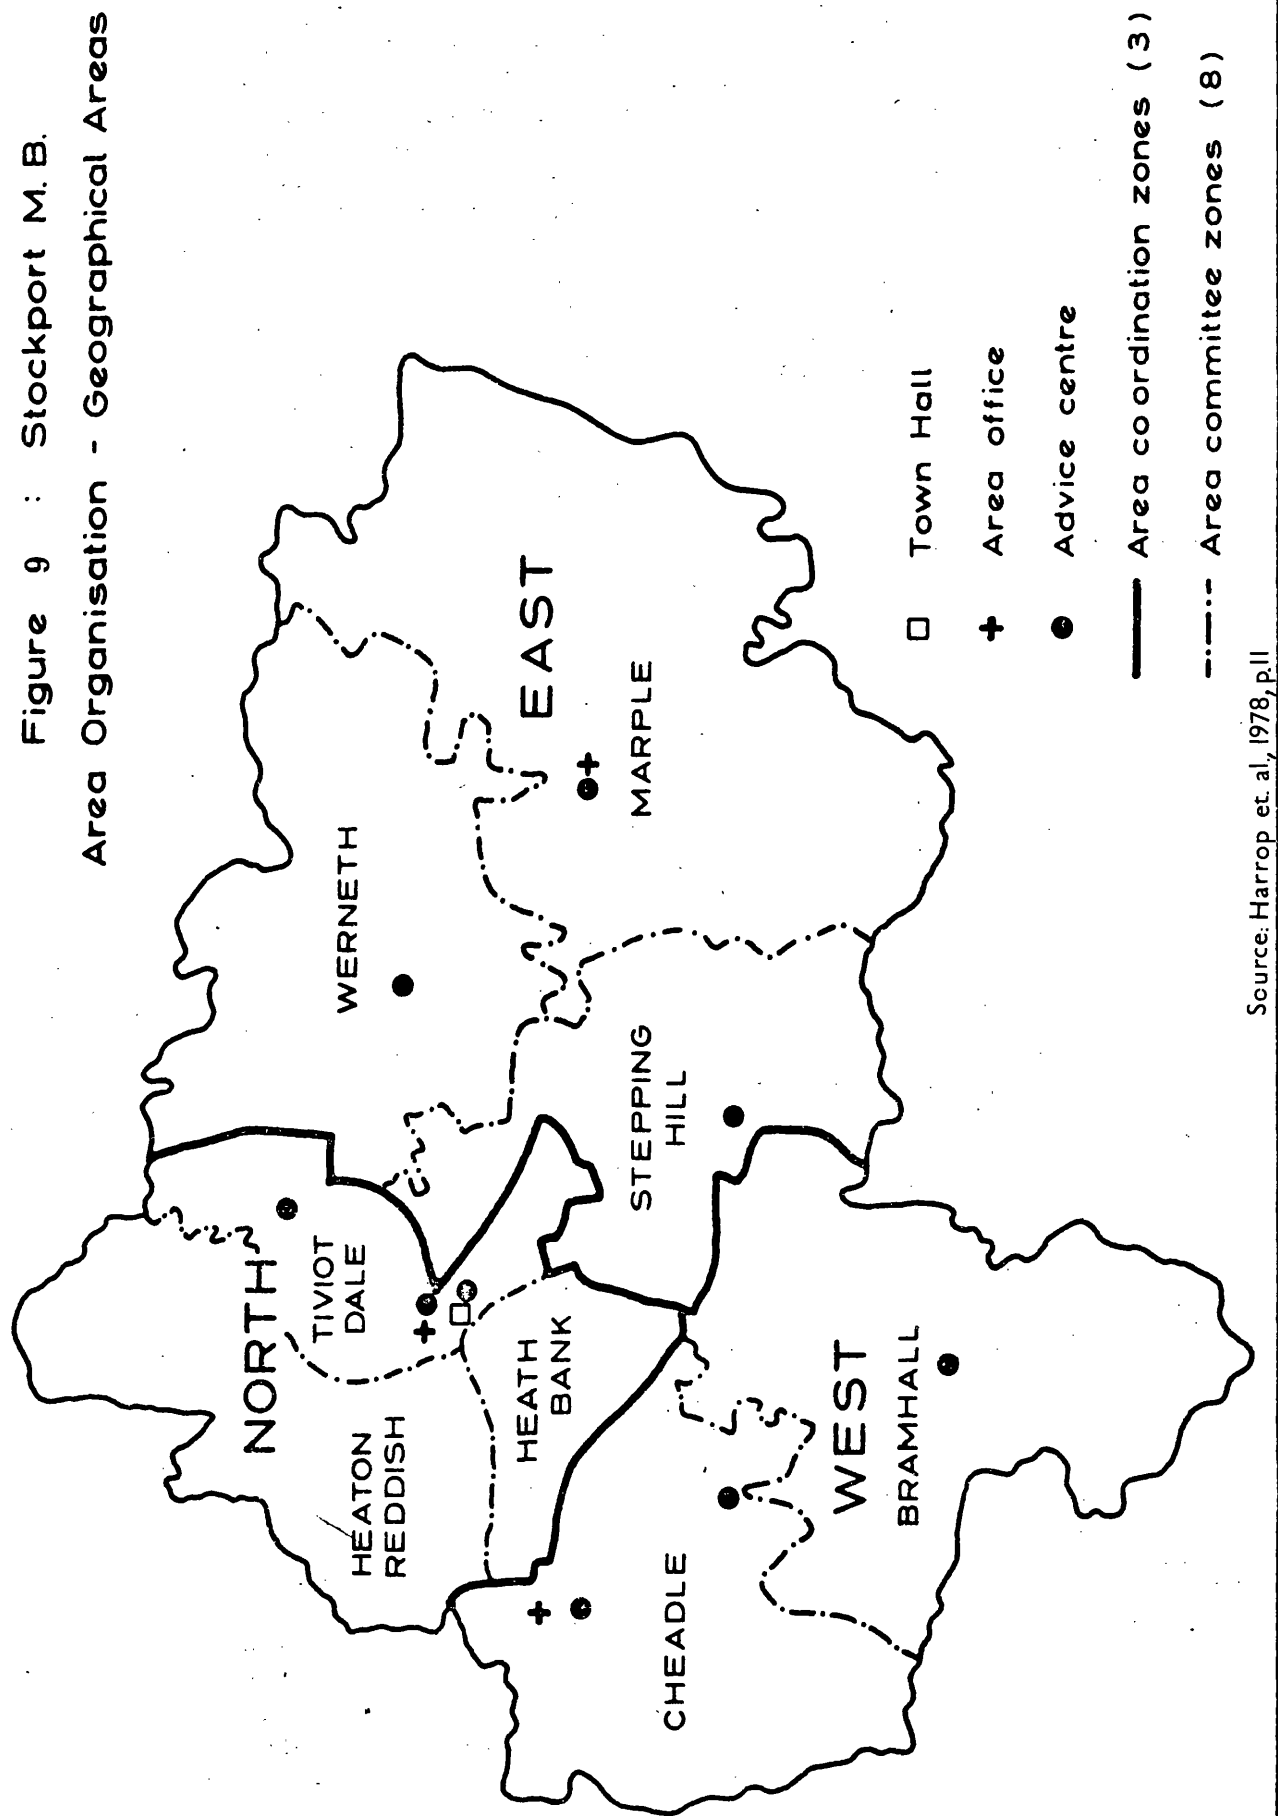 Figure 9 : Stockport M.B.
Area Organisation - Geographical Areas
NORTH
HEATON
REDDISH
TIVIOT
DALE
HEATH
BANK
WERNETH
EAST
MARPLE
STEPPING
HILL
CHEADLE
WEST
BRAMHALL
Town Hall
Area office
Advice centre
Area coordination zones (3)
Area committee zones (8)
Source: Harrop et. al., 1978, p.11